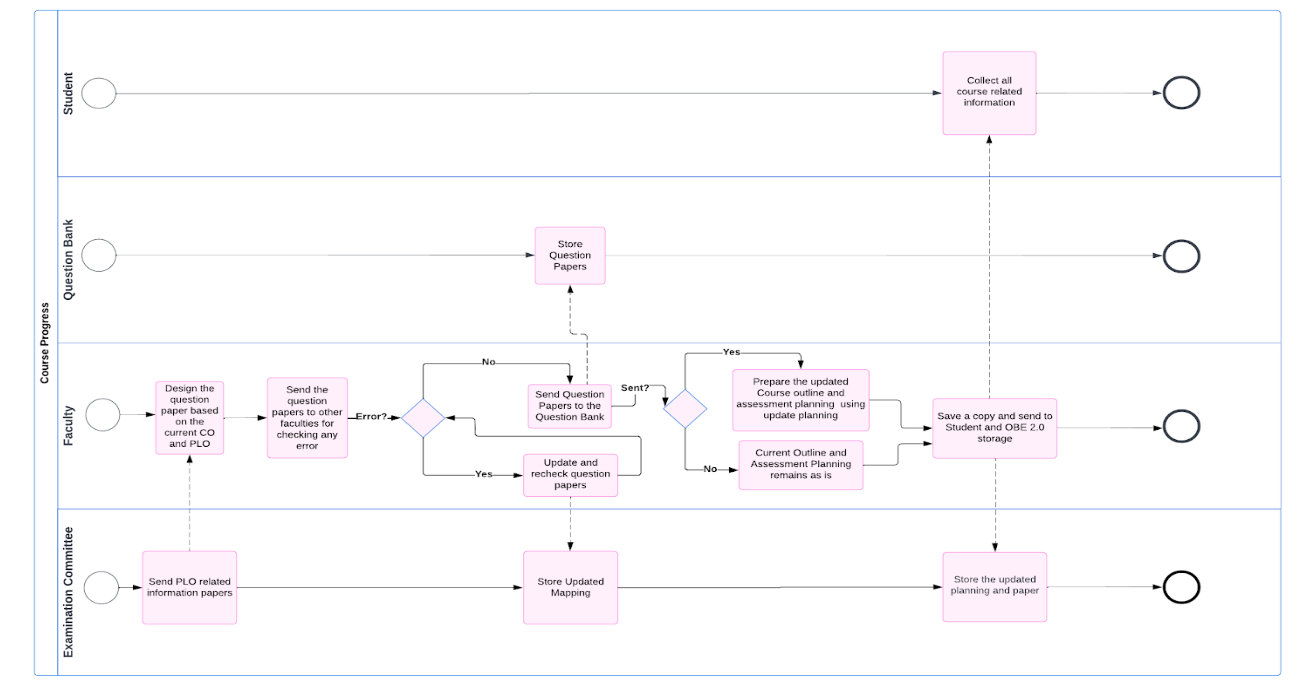 Course Progress
Student
Collect all
course related
information
Question Bank
Store
Question
Papers
Faculty
Design the
question
paper based
on the
current CO
and PLO
Send the
question
papers to other
faculties for
checking any
error
Error?
No
Yes
Send Question
Papers to the
Question Bank
Update and
recheck question
papers
Sent?
Yes
No
Prepare the updated
Course outline and
assessment planning using
update planning
Current Outline and
Assessment Planning
remains as is
Save a copy and send to
Student and OBE 2.0
storage
Examination Committee
Send PLO related
information papers
Store Updated
Mapping
Store the updated
planning and paper